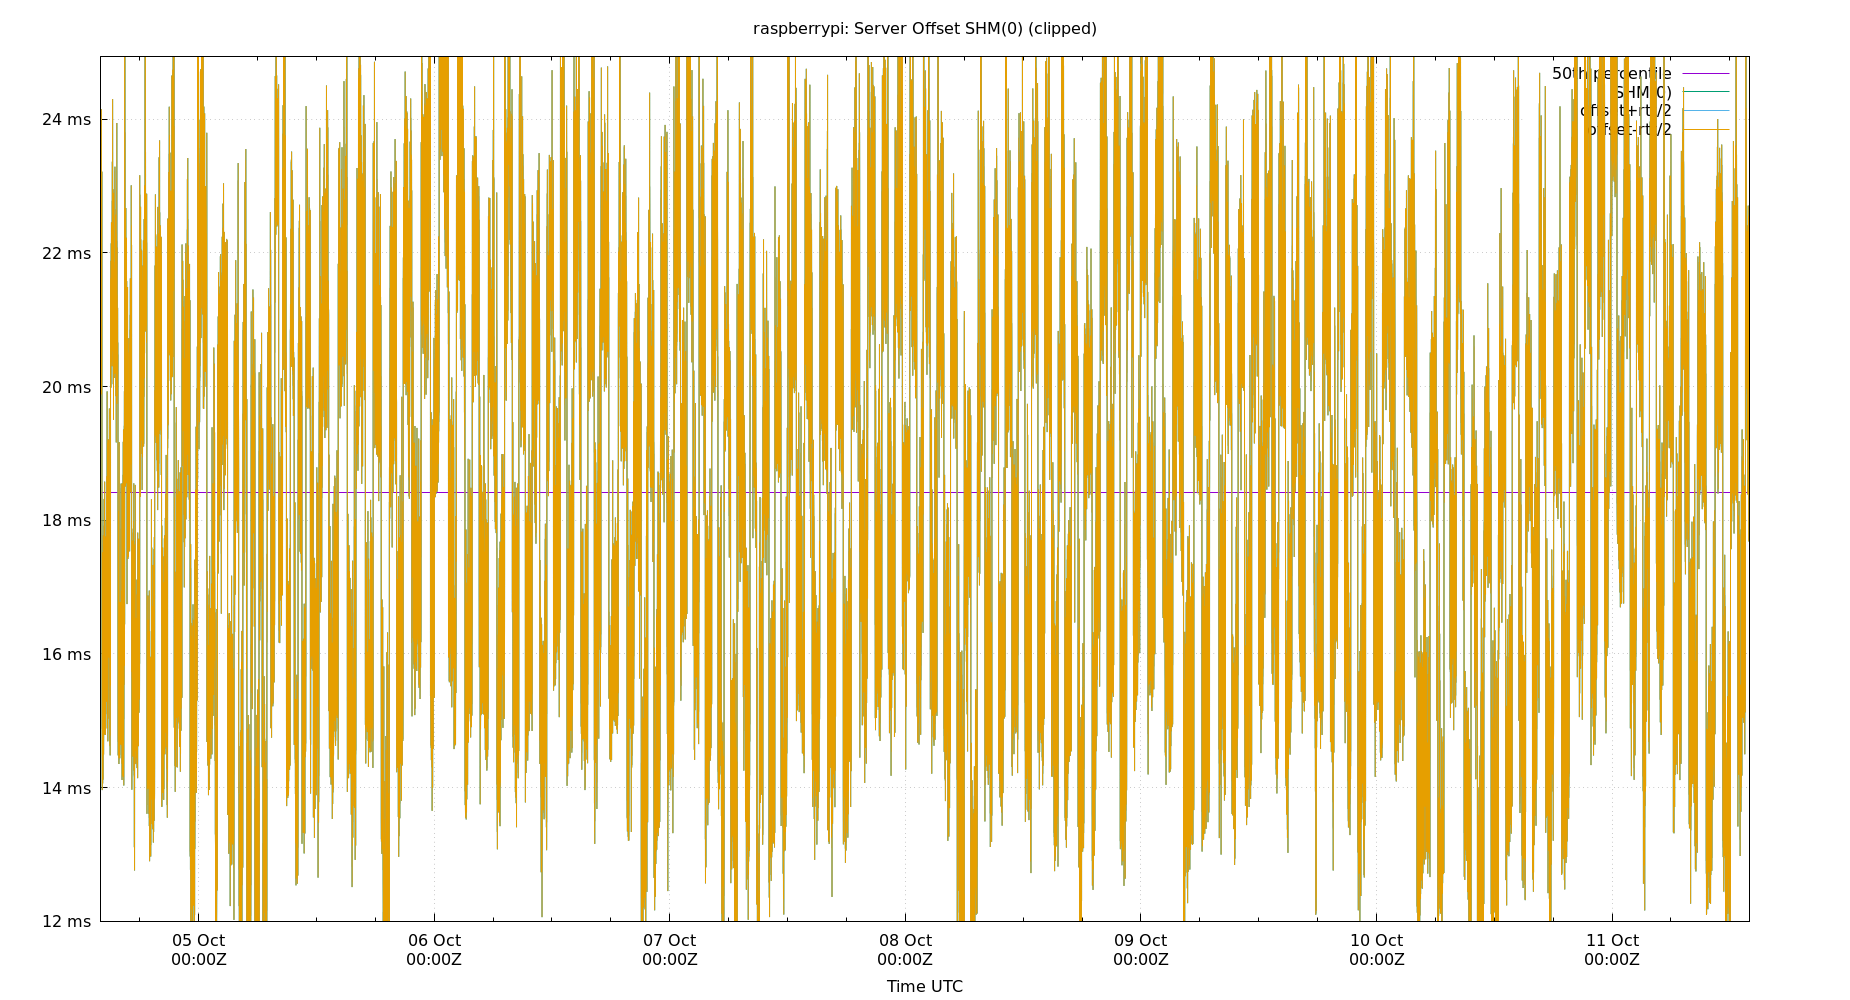 raspberrypi: Server Offset SHM(0) (clipped)
50th percentile
SHM(0)
offset+rtt/2
offset-rtt/2
24 ms
22 ms
20 ms
18 ms
16 ms
14 ms
12 ms
05 Oct
00:00Z
06 Oct
00:00Z
07 Oct
00:00Z
08 Oct
00:00Z
09 Oct
00:00Z
10 Oct
00:00Z
11 Oct
00:00Z
Time UTC